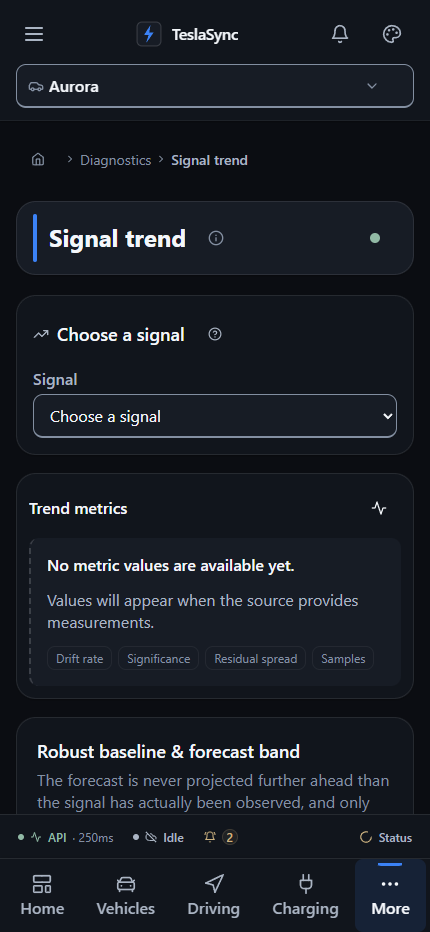 TeslaSync
Aurora
Diagnostics
Signal trend
Signal trend
Choose a signal
Signal
Choose a signal
Trend metrics
No metric values are available yet.
Values will appear when the source provides
measurements.
Drift rate
Significance
Residual spread
Samples
Robust baseline & forecast band
The forecast is never projected further ahead than
the signal has actually been observed, and only
API · 250ms
Idle
2
Status
Home
Vehicles
Driving
Charging
More